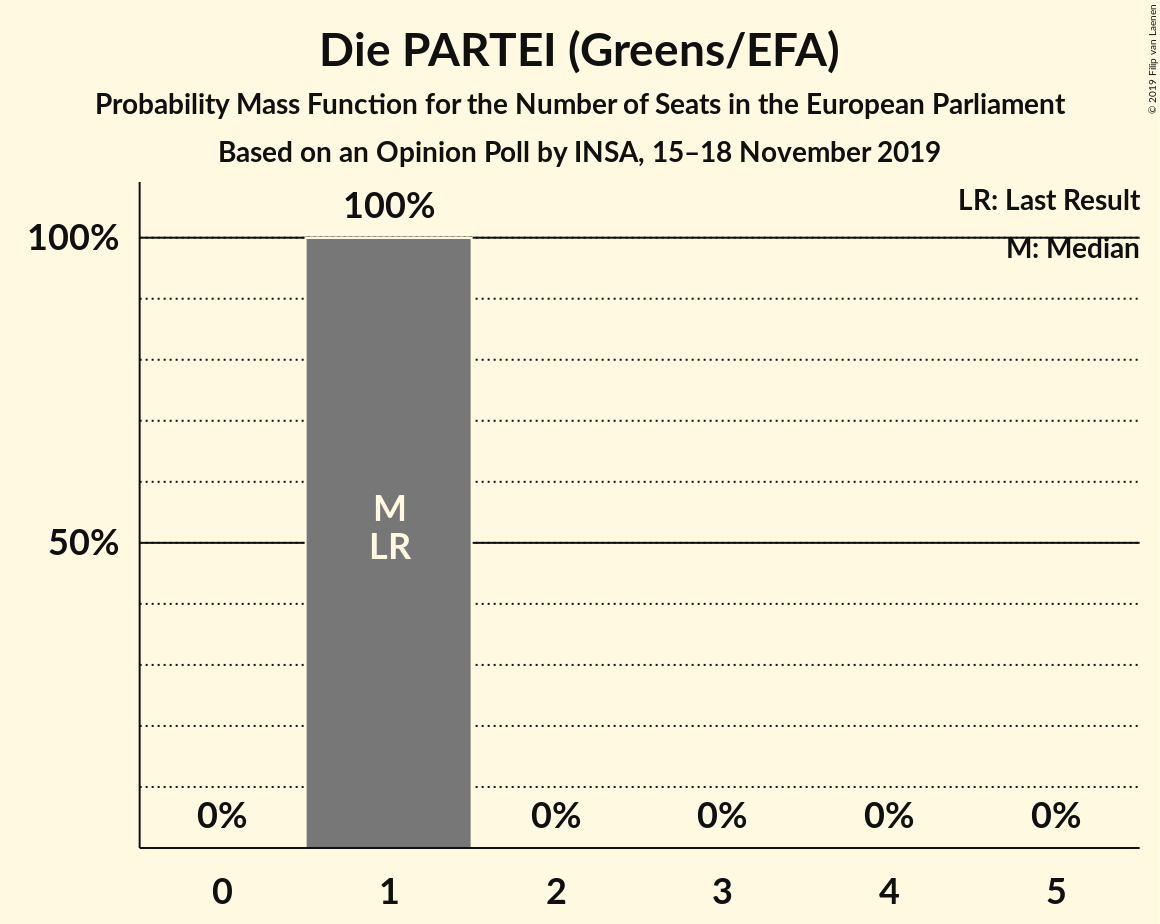 Die PARTEI (Greens/EFA)
Probability Mass Function for the Number of Seats in the European Parliament
Based on an Opinion Poll by INSA, 15–18 November 2019
© 2019 Filip van Laenen
LR: Last Result
M: Median
100%
100%
50%
M
LR
0%
0%
0%
0%
0%
0
1
2
3
4
5